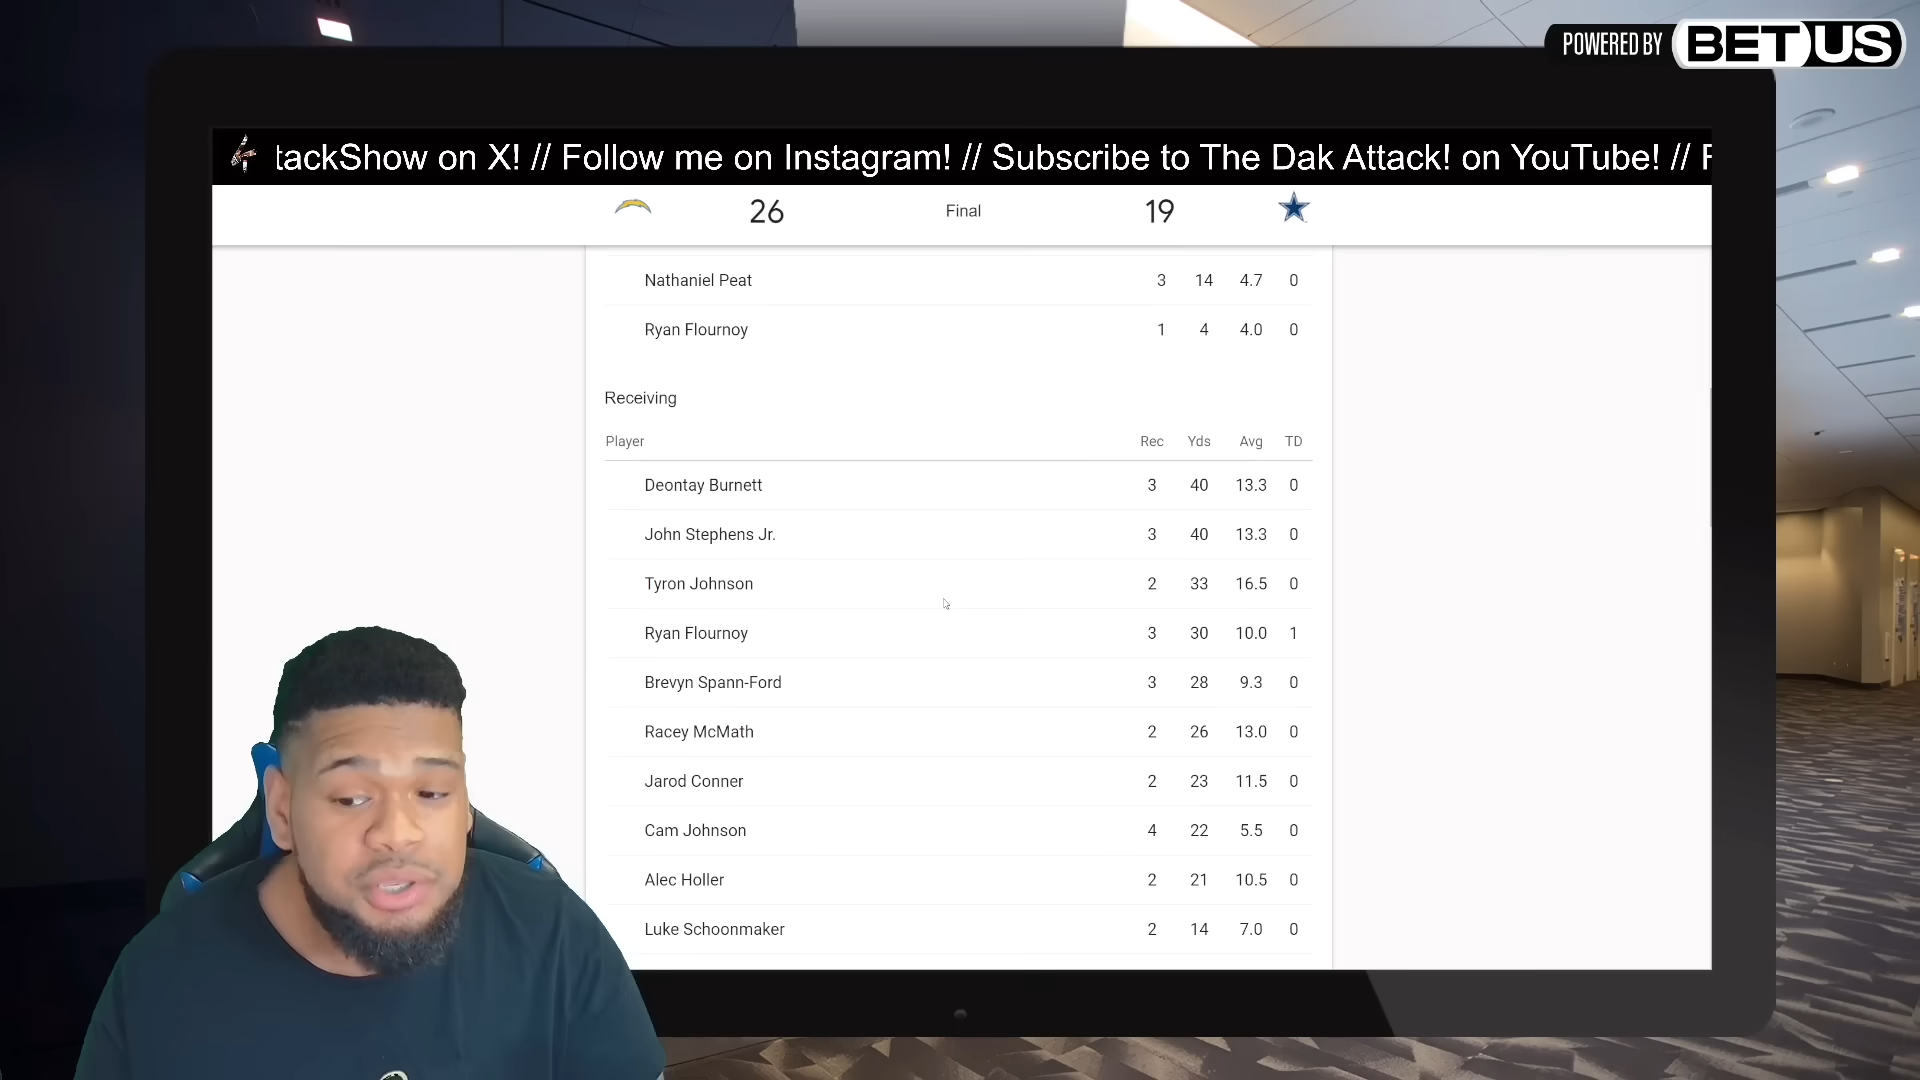 POWERED BY BETUS
tackShow on X! // Follow me on Instagram! // Subscribe to The Dak Attack! on YouTube! // F
26 Final 19
Nathaniel Peat 3 14 4.7 0
Ryan Flournoy 1 4 4.0 0
Receiving
Player Rec Yds Avg TD
Deontay Burnett 3 40 13.3 0
John Stephens Jr. 3 40 13.3 0
Tyron Johnson 2 33 16.5 0
Ryan Flournoy 3 30 10.0 1
Brevyn Spann-Ford 3 28 9.3 0
Racey McMath 2 26 13.0 0
Jarod Conner 2 23 11.5 0
Cam Johnson 4 22 5.5 0
Alec Holler 2 21 10.5 0
Luke Schoonmaker 2 14 7.0 0